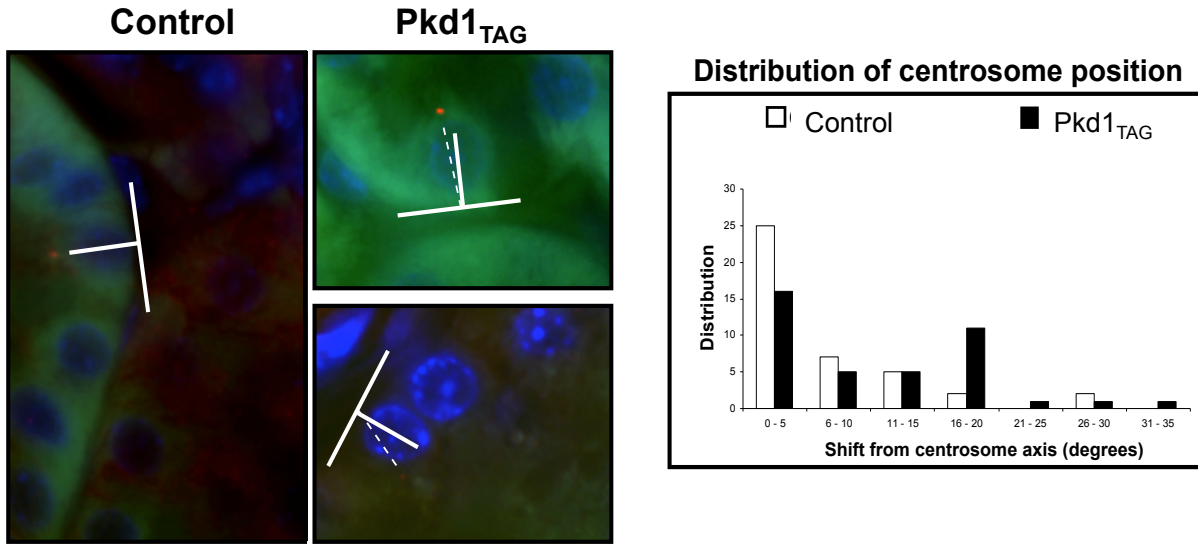 Control
Pkd1TAG
Distribution of centrosome position
Control
Pkd1TAG
30
25
20
15
10
5
0
Distribution
0 - 5
6 - 10
11 - 15
16 - 20
21 - 25
26 - 30
31 - 35
Shift from centrosome axis (degrees)